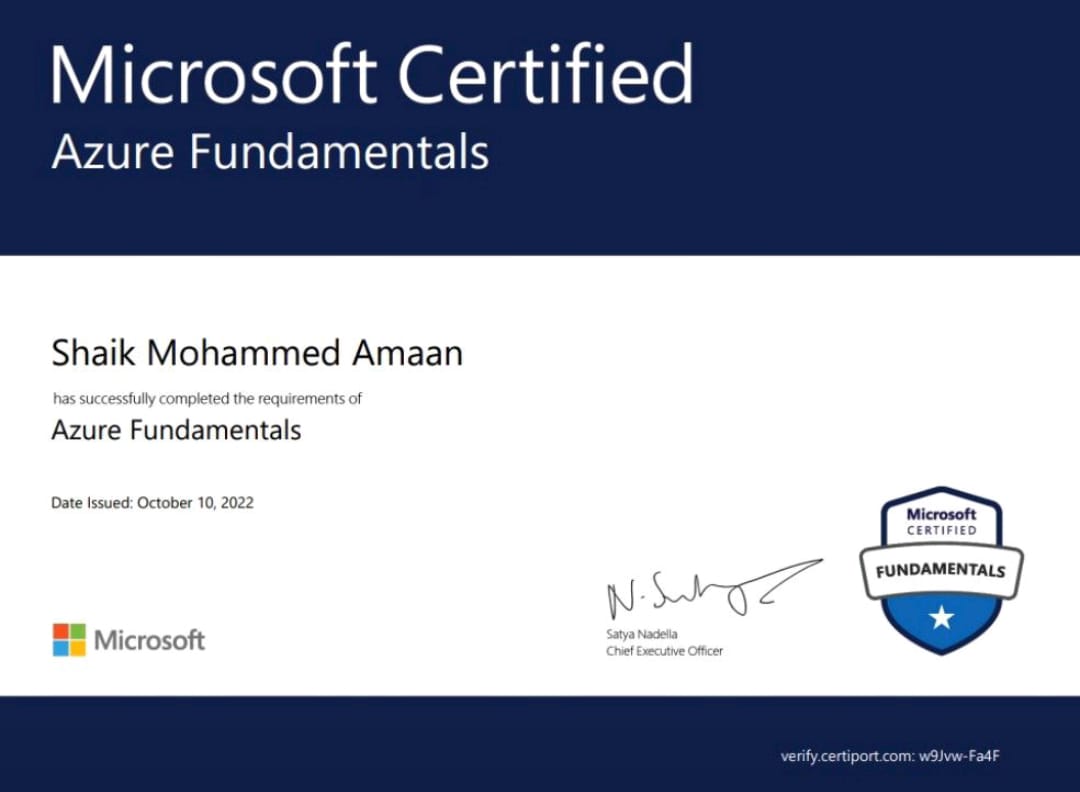 Microsoft Certified
Azure Fundamentals
Shaik Mohammed Amaan
has successfully completed the requirements of
Azure Fundamentals
Date Issued: October 10, 2022
Microsoft
CERTIFIED
FUNDAMENTALS
N. Satya
Satya Nadella
Chief Executive Officer
Microsoft
verify.certiport.com: w9Jvw-Fa4F